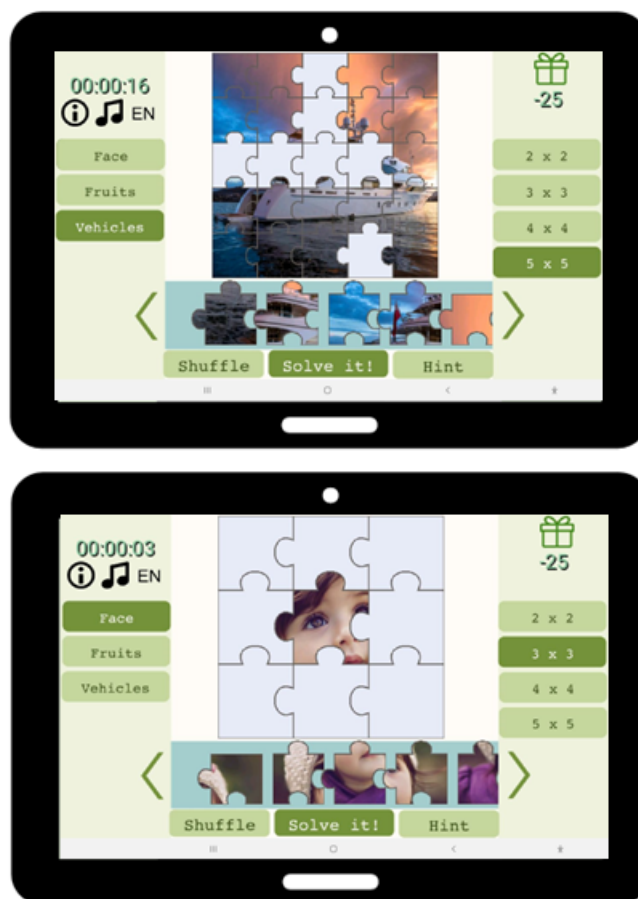 00:00:16
EN
-25
Face
Fruits
Vehicles
2 x 2
3 x 3
4 x 4
5 x 5
Shuffle
Solve it!
Hint
00:00:03
EN
-25
Face
Fruits
Vehicles
2 x 2
3 x 3
4 x 4
5 x 5
Shuffle
Solve it!
Hint